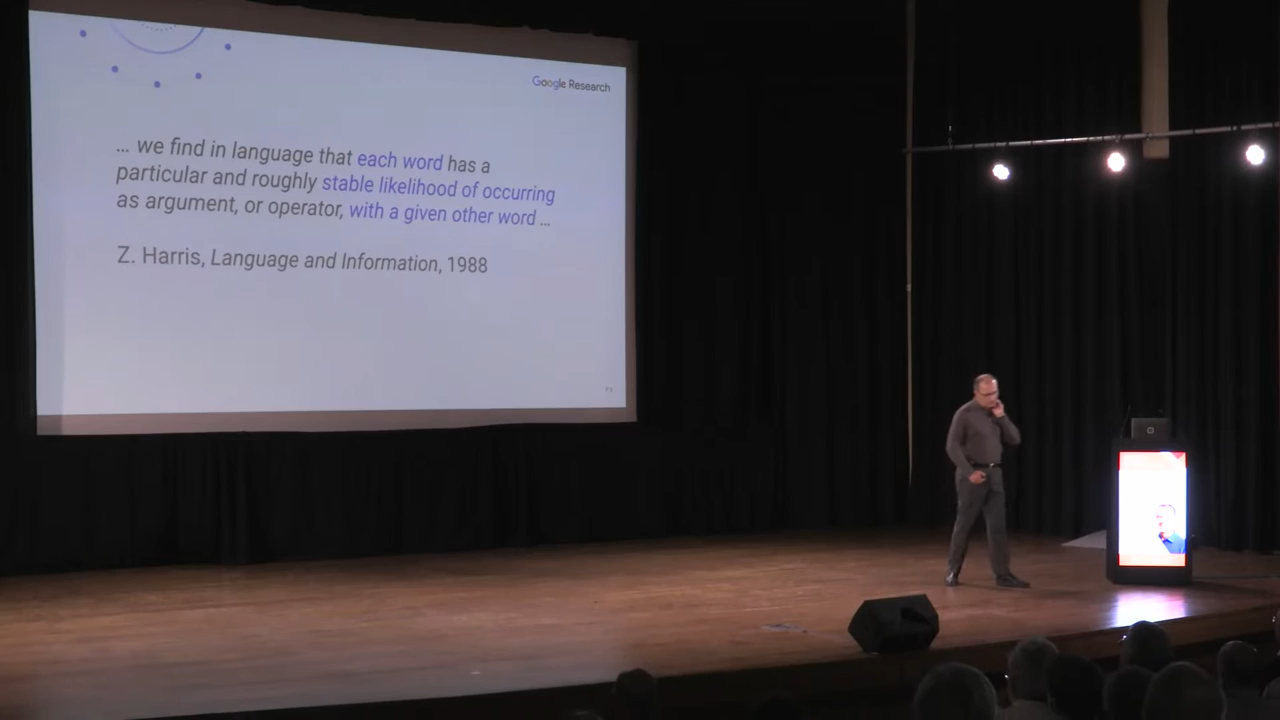 Google Research
… we find in language that each word has a
particular and roughly stable likelihood of occurring
as argument, or operator, with a given other word …
Z. Harris, Language and Information, 1988